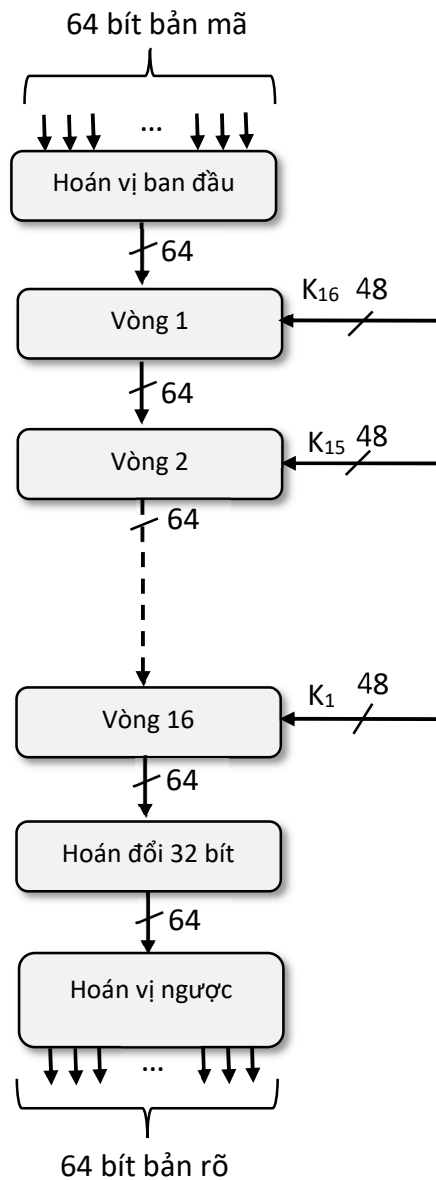 64 bít bản mã
...
Hoán vị ban đầu
64
K₁₆ 48
Vòng 1
64
K₁₅ 48
Vòng 2
64
K₁ 48
Vòng 16
64
Hoán đổi 32 bít
64
Hoán vị ngược
...
64 bít bản rõ